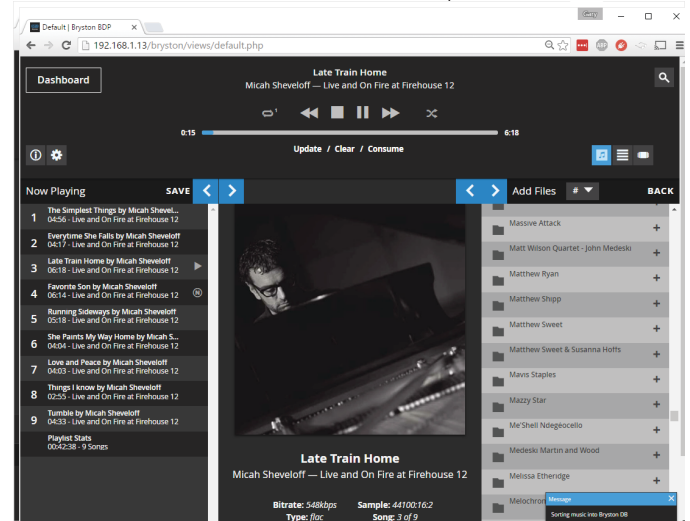 Gary
Default | Bryston BDP
192.168.1.13/bryston/views/default.php
ABP
Dashboard
Late Train Home
Micah Sheveloff — Live and On Fire at Firehouse 12
1
0:15
6:18
Update / Clear / Consume
Now Playing
SAVE
Add Files
#
BACK
1
The Simplest Things by Micah Shevel...
04:56 - Live and On Fire at Firehouse 12
2
Everytime She Falls by Micah Sheveloff
04:17 - Live and On Fire at Firehouse 12
3
Late Train Home by Micah Sheveloff
06:18 - Live and On Fire at Firehouse 12
4
Favorite Son by Micah Sheveloff
06:14 - Live and On Fire at Firehouse 12
N
5
Running Sideways by Micah Sheveloff
05:18 - Live and On Fire at Firehouse 12
6
She Paints My Way Home by Micah S...
04:04 - Live and On Fire at Firehouse 12
7
Love and Peace by Micah Sheveloff
04:03 - Live and On Fire at Firehouse 12
8
Things I know by Micah Sheveloff
02:55 - Live and On Fire at Firehouse 12
9
Tumble by Micah Sheveloff
04:33 - Live and On Fire at Firehouse 12
Playlist Stats
00:42:38 - 9 Songs
Late Train Home
Micah Sheveloff — Live and On Fire at Firehouse 12
Bitrate: 548kbps Sample: 44100:16:2
Type: flac Song: 3 of 9
Massive Attack
Matt Wilson Quartet - John Medeski
Matthew Ryan
Matthew Shipp
Matthew Sweet
Matthew Sweet & Susanna Hoffs
Mavis Staples
Mazzy Star
Me'Shell Ndegéocello
Medeski Martin and Wood
Melissa Etheridge
Melochrom
Message
Sorting music into Bryston DB